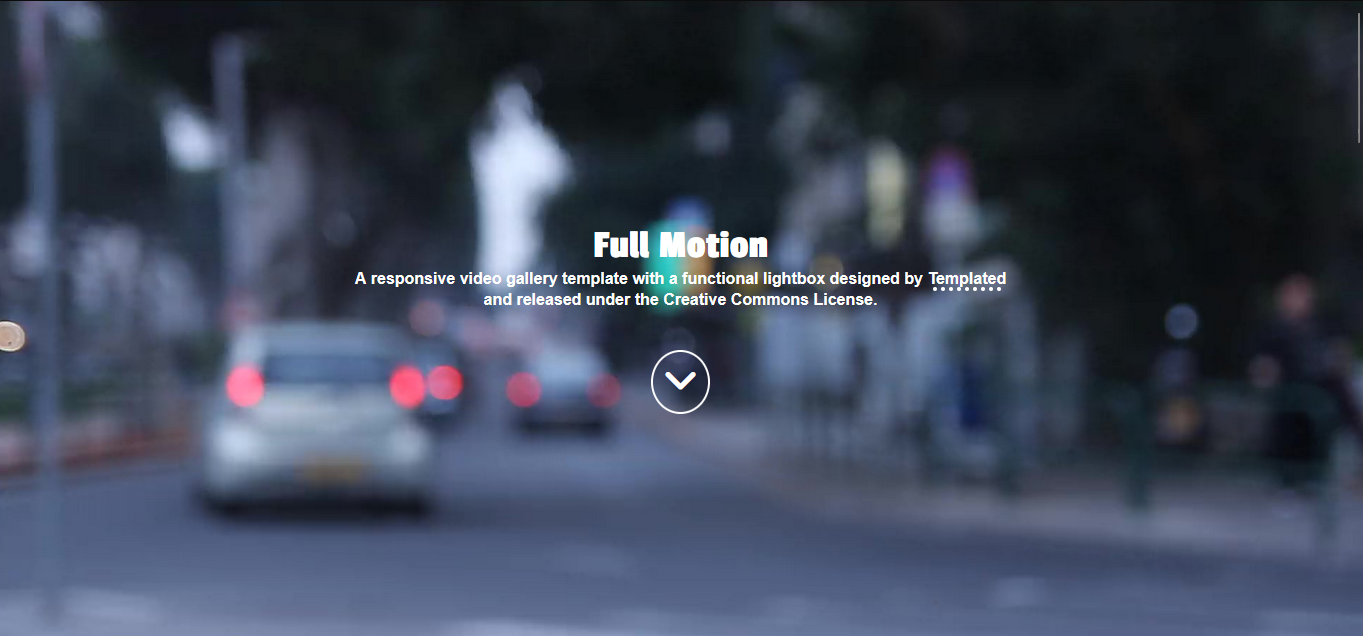 Full Motion
A responsive video gallery template with a functional lightbox designed by Templated
and released under the Creative Commons License.